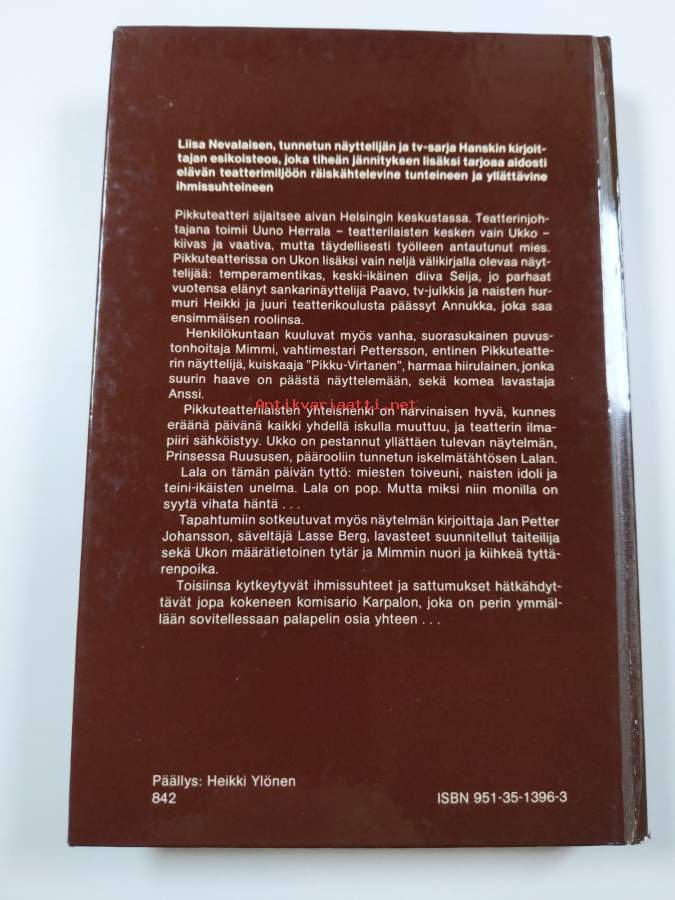 Liisa Nevalaisen, tunnetun näyttelijän ja tv-sarja Hanskin kirjoit-
tajan esikoisteos, joka tiheän jännityksen lisäksi tarjoaa aidosti
elävän teatterimiljöön räiskähtelevine tunteineen ja yllättävine
ihmissuhteineen
Pikkuteatteri sijaitsee aivan Helsingin keskustassa. Teatterinjoh-
tajana toimii Uuno Herrala – teatterilaisten kesken vain Ukko –
kiivas ja vaativa, mutta täydellisesti työlleen antautunut mies.
Pikkuteatterissa on Ukon lisäksi vain neljä välikirjalla olevaa näyt-
telijää: temperamentikas, keski-ikäinen diiva Seija, jo parhaat
vuotensa elänyt sankarinäyttelijä Paavo, tv-julkkis ja naisten hur-
muri Heikki ja juuri teatterikoulusta päässyt Annukka, joka saa
ensimmäisen roolinsa.
Henkilökuntaan kuuluvat myös vanha, suorasukainen puvus-
tonhoitaja Mimmi, vahtimestari Pettersson, entinen Pikkuteatte-
rin näyttelijä, kuiskaaja "Pikku-Virtanen", harmaa hiirulainen, jonka
suurin haave on päästä näyttelemään, sekä komea lavastaja
Anssi.
Antikvariaatti.net
Pikkuteatterilaisten yhteishenki on harvinaisen hyvä, kunnes
eräänä päivänä kaikki yhdellä iskulla muuttuu, ja teatterin ilma-
piiri sähköistyy. Ukko on pestannut yllättäen tulevan näytelmän,
Prinsessa Ruususen, päärooliin tunnetun iskelmätähtösen Lalan.
Lala on tämän päivän tyttö: miesten toiveuni, naisten idoli ja
teini-ikäisten unelma. Lala on pop. Mutta miksi niin monilla on
syytä vihata häntä . . .
Tapahtumiin sotkeutuvat myös näytelmän kirjoittaja Jan Petter
Johansson, säveltäjä Lasse Berg, lavasteet suunnitellut taiteilija
sekä Ukon määrätietoinen tytär ja Mimmin nuori ja kiihkeä tyttä-
renpoika.
Toisiinsa kytkeytyvät ihmissuhteet ja sattumukset hätkähdyt-
tävät jopa kokeneen komisario Karpalon, joka on perin ymmäl-
lään sovitellessaan palapelin osia yhteen . . .
Päällys: Heikki Ylönen
842
ISBN 951-35-1396-3